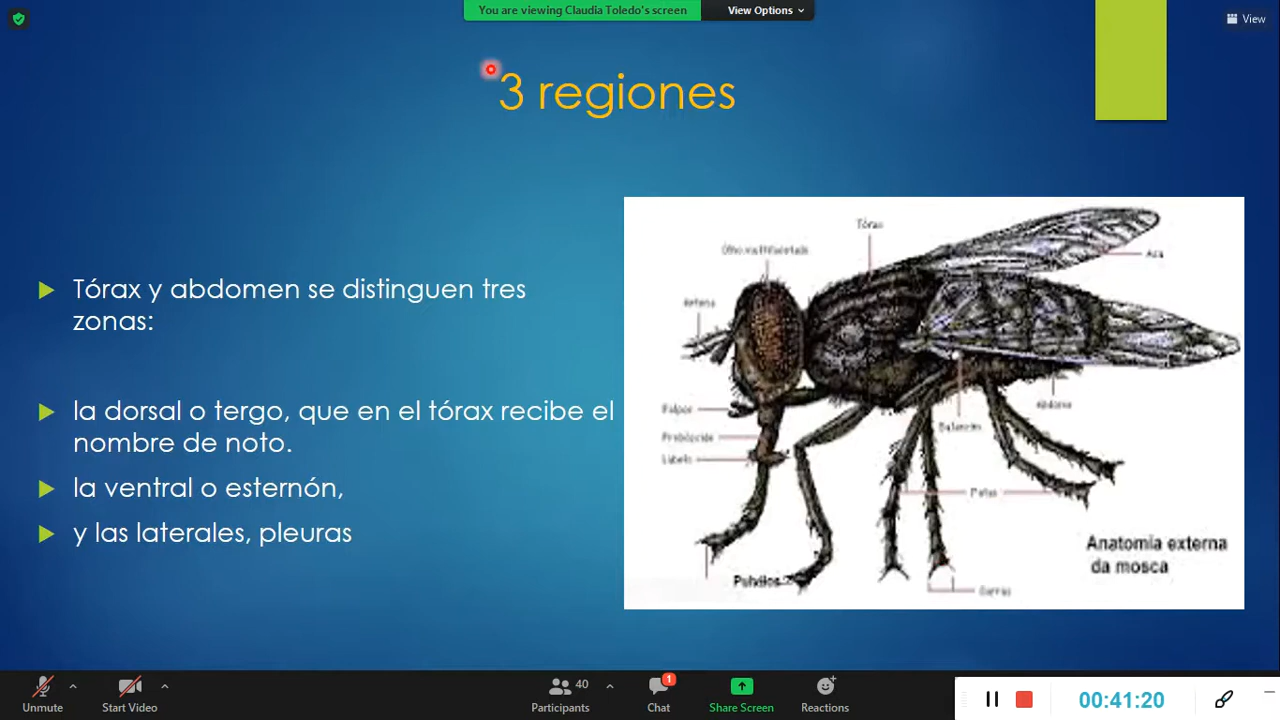 You are viewing Claudia Toledo's screen
View Options
View
3 regiones
Tórax y abdomen se distinguen tres
zonas:
la dorsal o tergo, que en el tórax recibe el
nombre de noto.
la ventral o esternón,
y las laterales, pleuras
Tórax
Olho multifacetado
Asa
Antena
Palpos
Probóscide
Abdome
Balancim
Patas
Anatomia externa
da mosca
Garras
Unmute
Start Video
Participants
40
Chat
1
Share Screen
Reactions
00:41:20